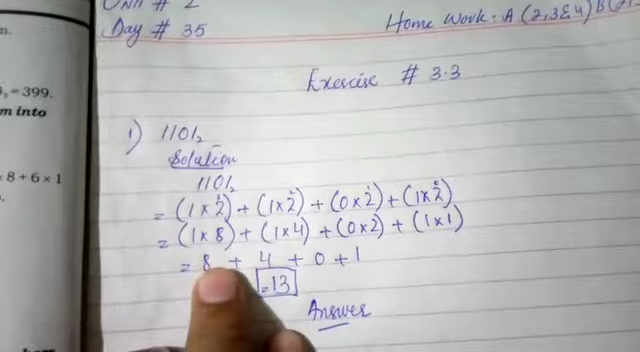 Unit # 2
Day # 35
Home Work: A (2,3&4) B(2
n.
₅ = 399.
m into
8 + 6 × 1
Exercise # 3.3
1) 1101₂
Solution
1101₂
= (1×2³) + (1×2²) + (0×2¹) + (1×2⁰)
= (1×8) + (1×4) + (0×2) + (1×1)
= 8 + 4 + 0 + 1
=13
Answer